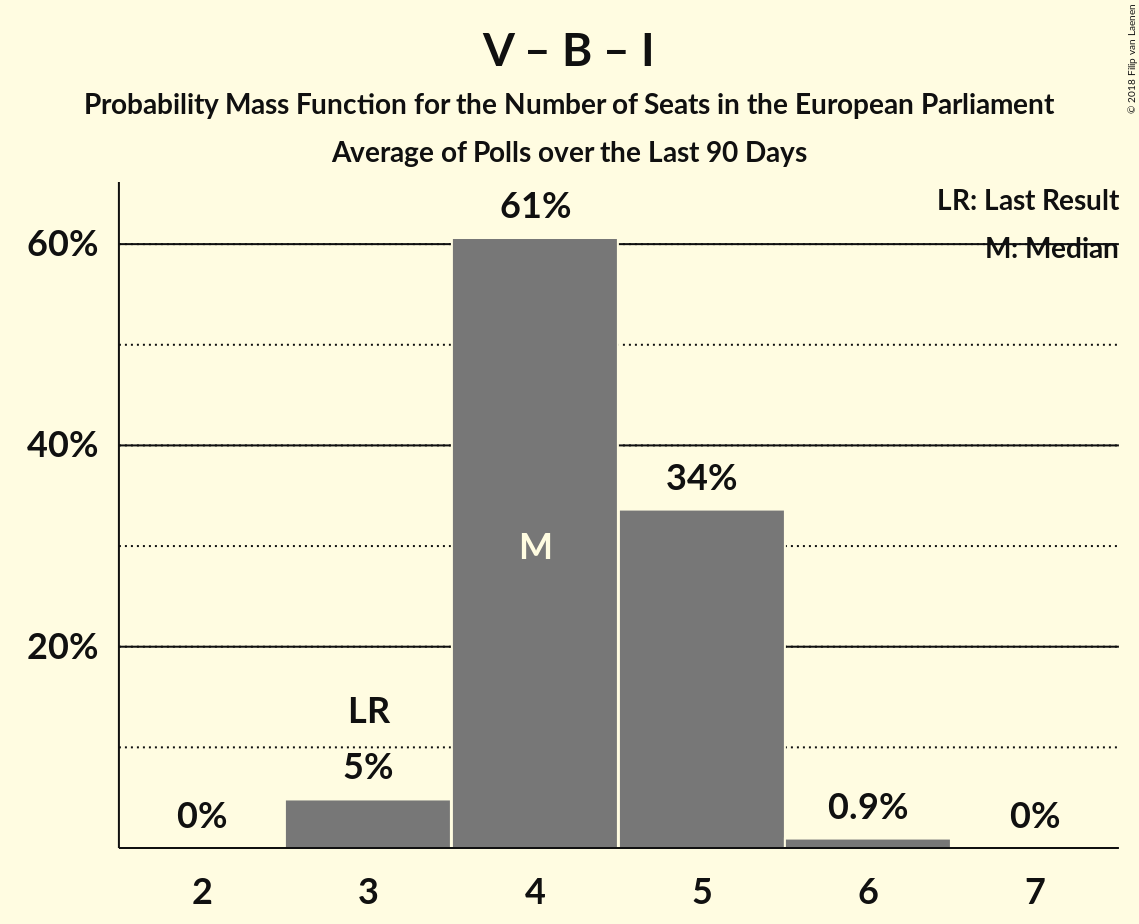 V – B – I
Probability Mass Function for the Number of Seats in the European Parliament
Average of Polls over the Last 90 Days
© 2018 Filip van Laenen
LR: Last Result
M: Median
60%
40%
20%
61%
34%
M
LR
5%
0%
0.9%
0%
2 3 4 5 6 7